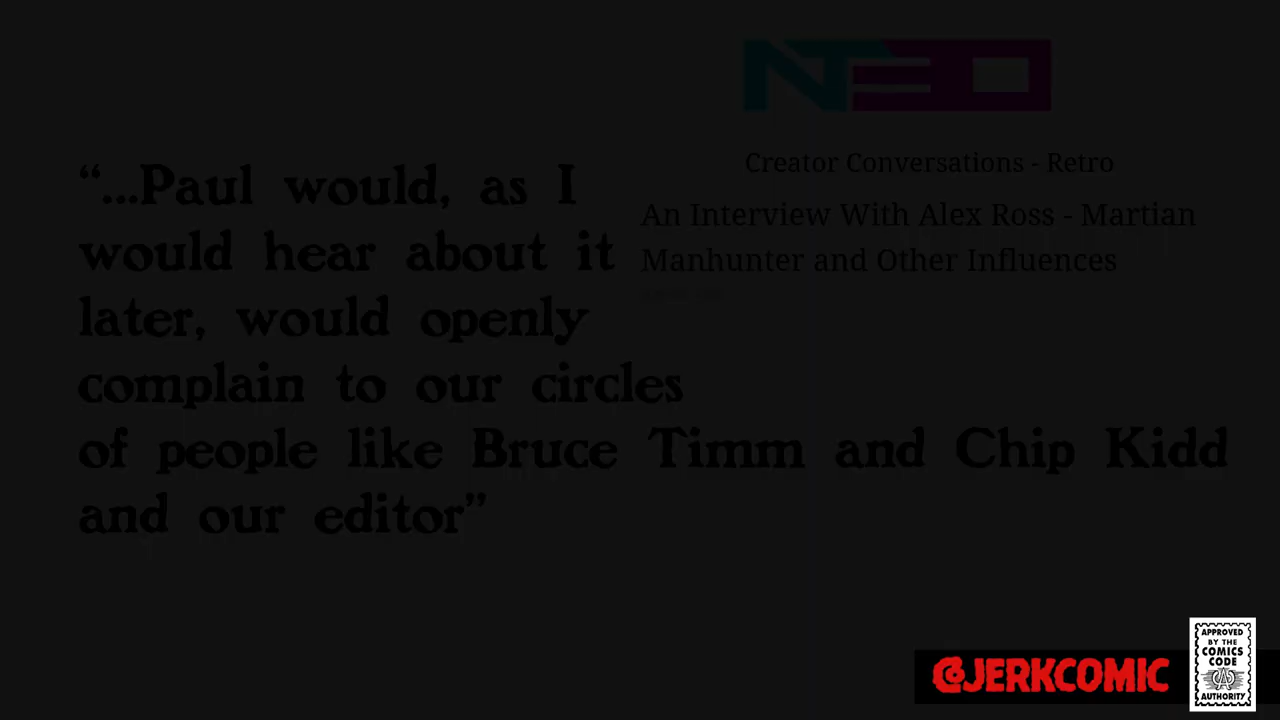 Creator Conversations - Retro
An Interview With Alex Ross - Martian
Manhunter and Other Influences
“...Paul would, as I
would hear about it
later, would openly
complain to our circles
of people like Bruce Timm and Chip Kidd
and our editor”
@JERKCOMIC
APPROVED
BY THE
COMICS
CODE
AUTHORITY